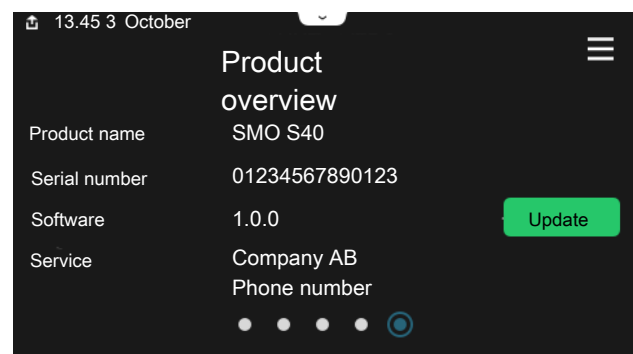 13.45 3 October
Product
overview
Product name SMO S40
Serial number 01234567890123
Software 1.0.0 Update
Service Company AB
Phone number